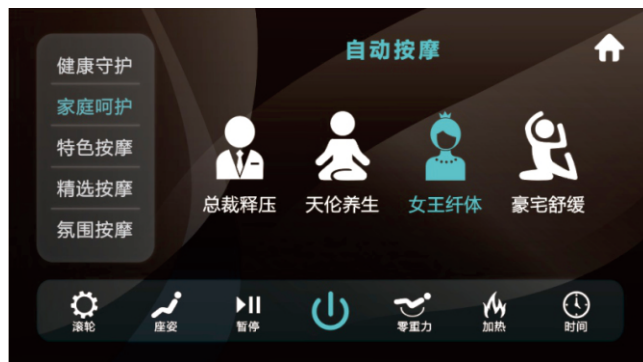 自动按摩
健康守护
家庭呵护
特色按摩
精选按摩
氛围按摩
总裁释压 天伦养生 女王纤体 豪宅舒缓
滚轮 座姿 暂停 零重力 加热 时间